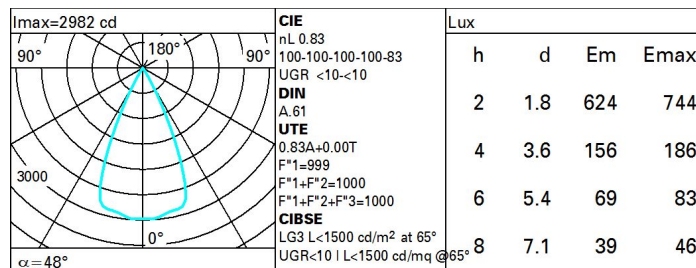 Imax=2982 cd
90° 180° 90°
3000
0°
α=48°
CIE
nL 0.83
100-100-100-100-83
UGR <10-<10
DIN
A.61
UTE
0.83A+0.00T
F"1=999
F"1+F"2=1000
F"1+F"2+F"3=1000
CIBSE
LG3 L<1500 cd/m² at 65°
UGR<10 | L<1500 cd/mq @65°
Lux
h d Em Emax
2 1.8 624 744
4 3.6 156 186
6 5.4 69 83
8 7.1 39 46